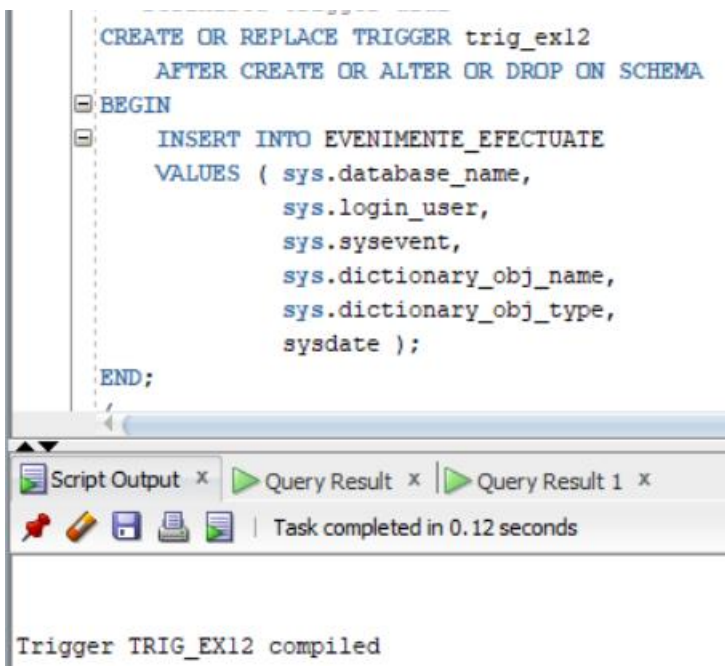 CREATE OR REPLACE TRIGGER trig_ex12
AFTER CREATE OR ALTER OR DROP ON SCHEMA
BEGIN
INSERT INTO EVENIMENTE_EFECTUATE
VALUES ( sys.database_name,
sys.login_user,
sys.sysevent,
sys.dictionary_obj_name,
sys.dictionary_obj_type,
sysdate );
END;
/
Script Output x Query Result x Query Result 1 x
Task completed in 0.12 seconds
Trigger TRIG_EX12 compiled